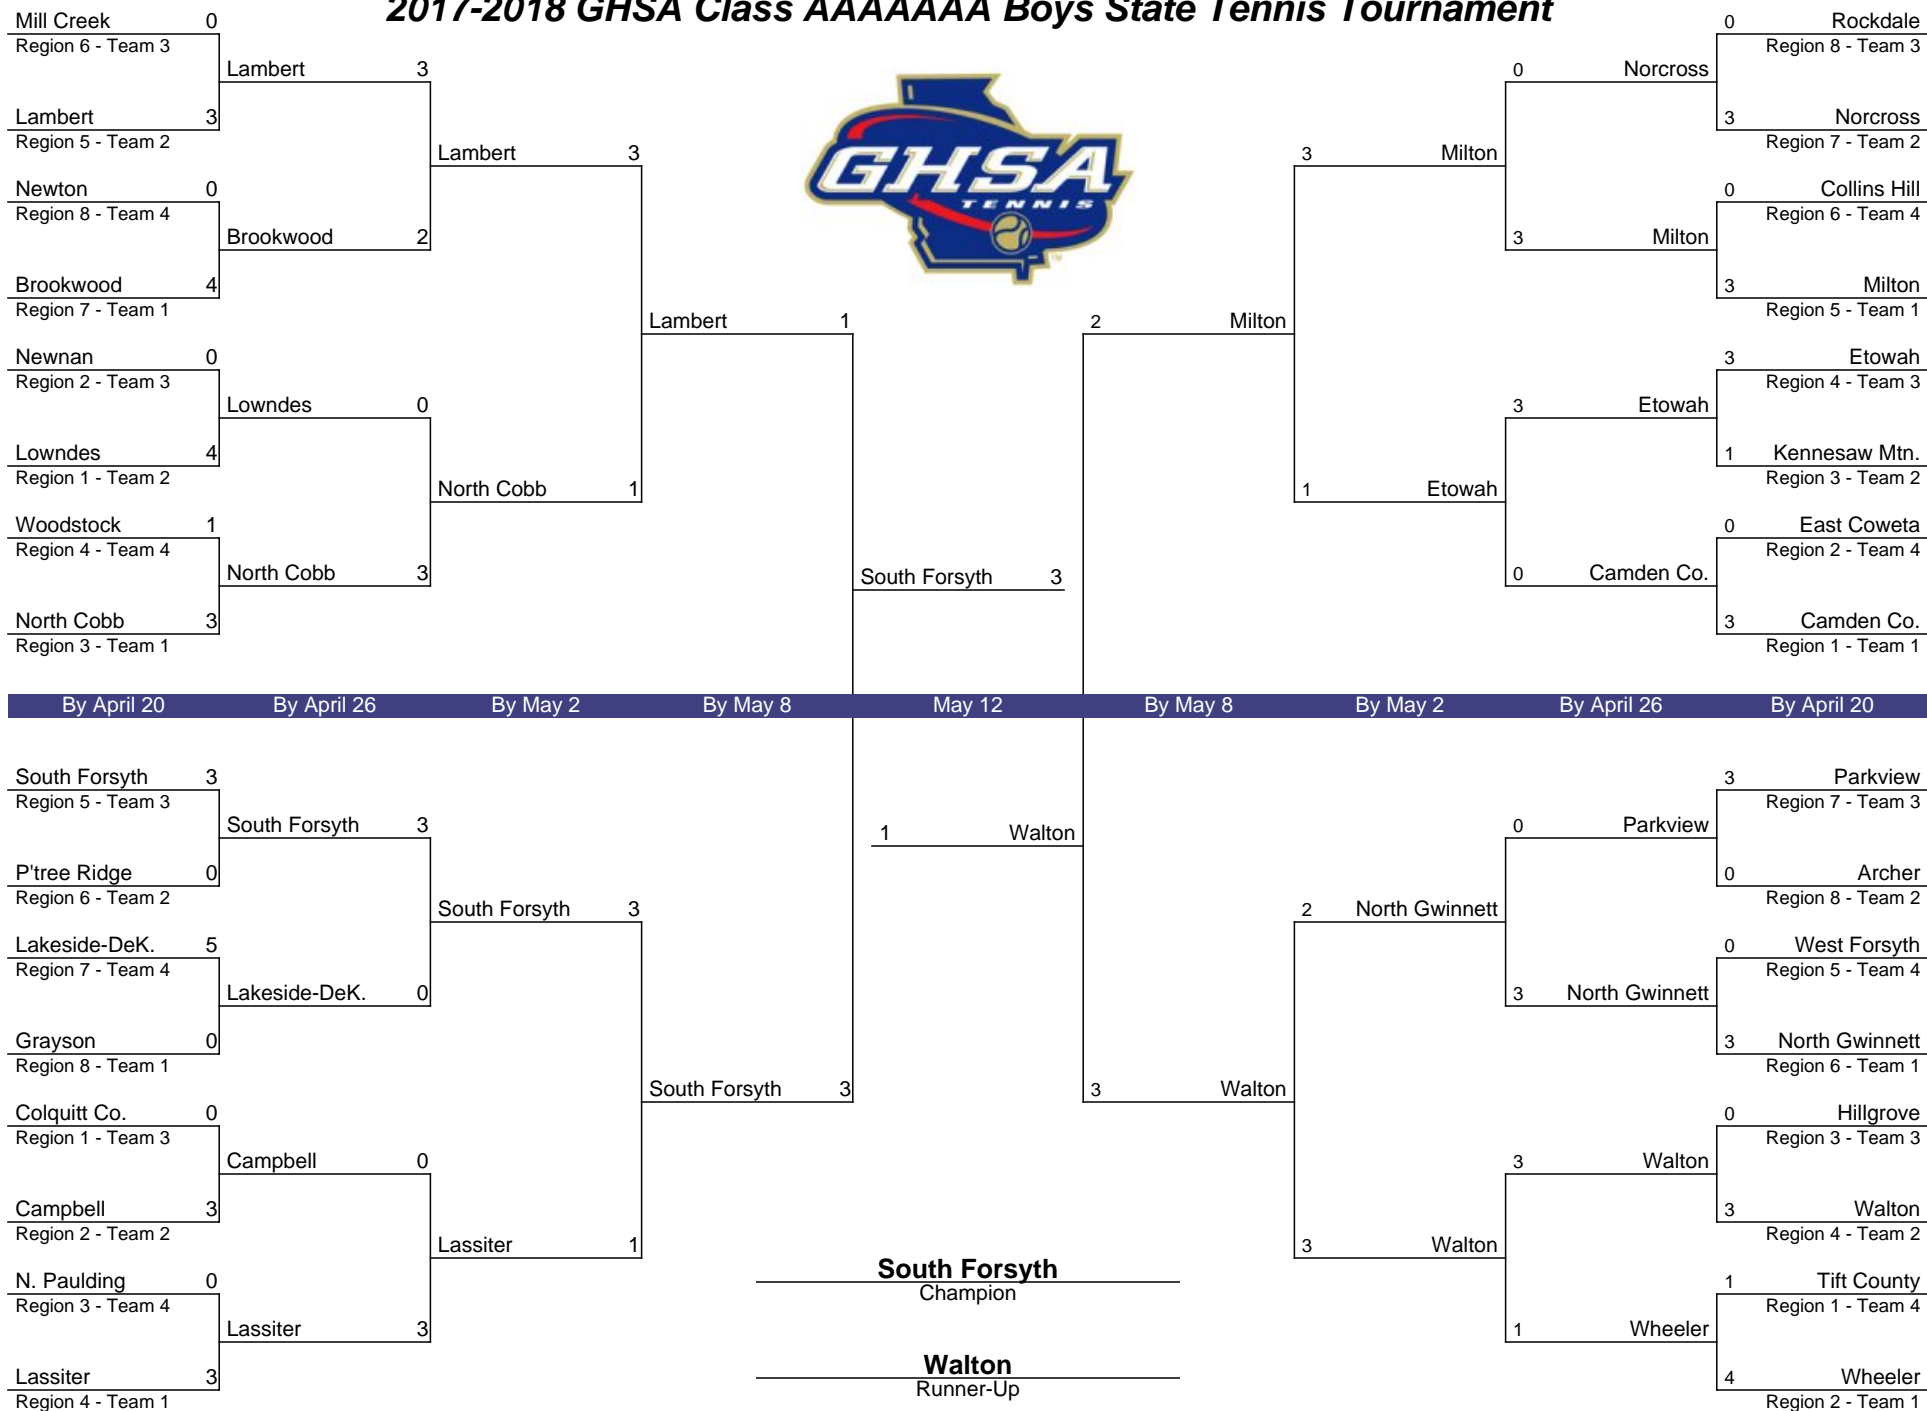 2017-2018 GHSA Class AAAAAAA Boys State Tennis Tournament
Mill Creek 0
Region 6 - Team 3
Lambert 3
Region 5 - Team 2
Newton 0
Region 8 - Team 4
Brookwood 4
Region 7 - Team 1
Newnan 0
Region 2 - Team 3
Lowndes 4
Region 1 - Team 2
Woodstock 1
Region 4 - Team 4
North Cobb 3
Region 3 - Team 1
Lambert 3
Brookwood 2
Lowndes 0
North Cobb 3
Lambert 3
North Cobb 1
Lambert 1
GHSA
TENNIS
TM
South Forsyth 3
2 Milton
3 Milton
1 Etowah
0 Norcross
3 Milton
3 Etowah
0 Camden Co.
0 Rockdale
Region 8 - Team 3
3 Norcross
Region 7 - Team 2
0 Collins Hill
Region 6 - Team 4
3 Milton
Region 5 - Team 1
3 Etowah
Region 4 - Team 3
1 Kennesaw Mtn.
Region 3 - Team 2
0 East Coweta
Region 2 - Team 4
3 Camden Co.
Region 1 - Team 1
By April 20 By April 26 By May 2 By May 8 May 12 By May 8 By May 2 By April 26 By April 20
South Forsyth 3
Region 5 - Team 3
P'tree Ridge 0
Region 6 - Team 2
Lakeside-DeK. 5
Region 7 - Team 4
Grayson 0
Region 8 - Team 1
Colquitt Co. 0
Region 1 - Team 3
Campbell 3
Region 2 - Team 2
N. Paulding 0
Region 3 - Team 4
Lassiter 3
Region 4 - Team 1
South Forsyth 3
Lakeside-DeK. 0
Campbell 0
Lassiter 3
South Forsyth 3
Lassiter 1
South Forsyth 3
1 Walton
3 Walton
2 North Gwinnett
3 Walton
0 Parkview
3 North Gwinnett
3 Walton
1 Wheeler
3 Parkview
Region 7 - Team 3
0 Archer
Region 8 - Team 2
0 West Forsyth
Region 5 - Team 4
3 North Gwinnett
Region 6 - Team 1
0 Hillgrove
Region 3 - Team 3
3 Walton
Region 4 - Team 2
1 Tift County
Region 1 - Team 4
4 Wheeler
Region 2 - Team 1
South Forsyth
Champion
Walton
Runner-Up